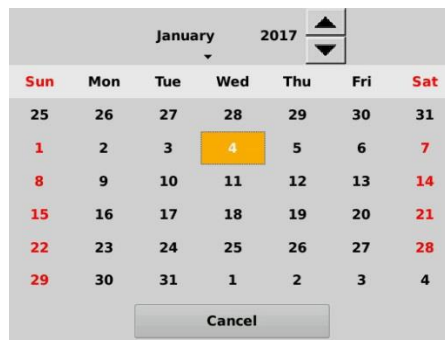 January 2017
Sun Mon Tue Wed Thu Fri Sat
25 26 27 28 29 30 31
1 2 3 4 5 6 7
8 9 10 11 12 13 14
15 16 17 18 19 20 21
22 23 24 25 26 27 28
29 30 31 1 2 3 4
Cancel